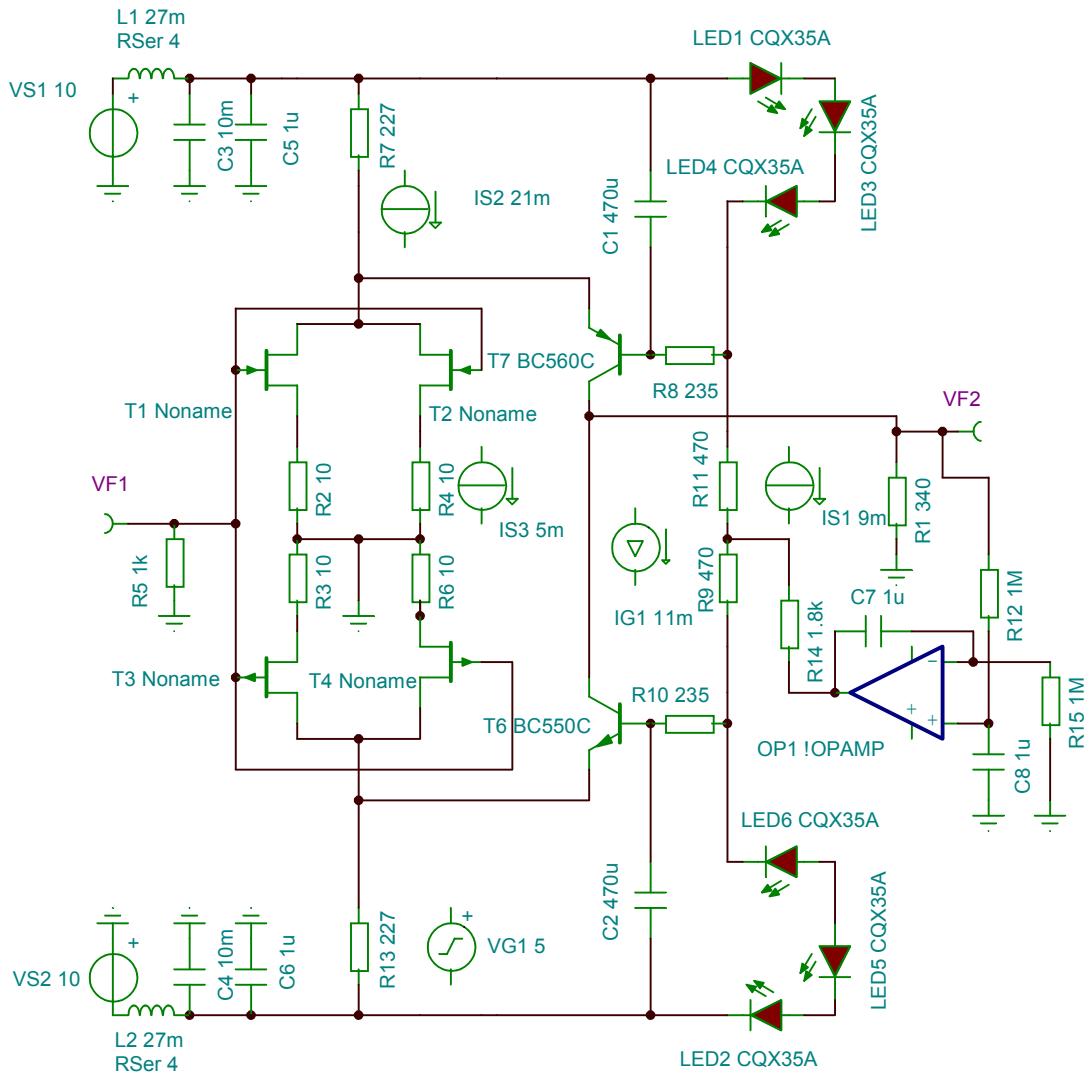 L1 27m
RSer 4
VS1 10
C3 10m
C5 1u
R7 227
IS2 21m
C1 470u
LED1 CQX35A
LED3 CQX35A
LED4 CQX35A
T7 BC560C
R8 235
T1 Noname
T2 Noname
VF2
VF1
R2 10
R4 10
IS3 5m
R11 470
IS1 9m
R1 340
R5 1k
R3 10
R6 10
IG1 11m
R9 470
R14 1.8k
C7 1u
R12 1M
T3 Noname
T4 Noname
T6 BC550C
R10 235
OP1 !OPAMP
−
+
+
C8 1u
R15 1M
LED6 CQX35A
LED5 CQX35A
LED2 CQX35A
C2 470u
VG1 5
+
R13 227
VS2 10
+
C4 10m
C6 1u
L2 27m
RSer 4
+